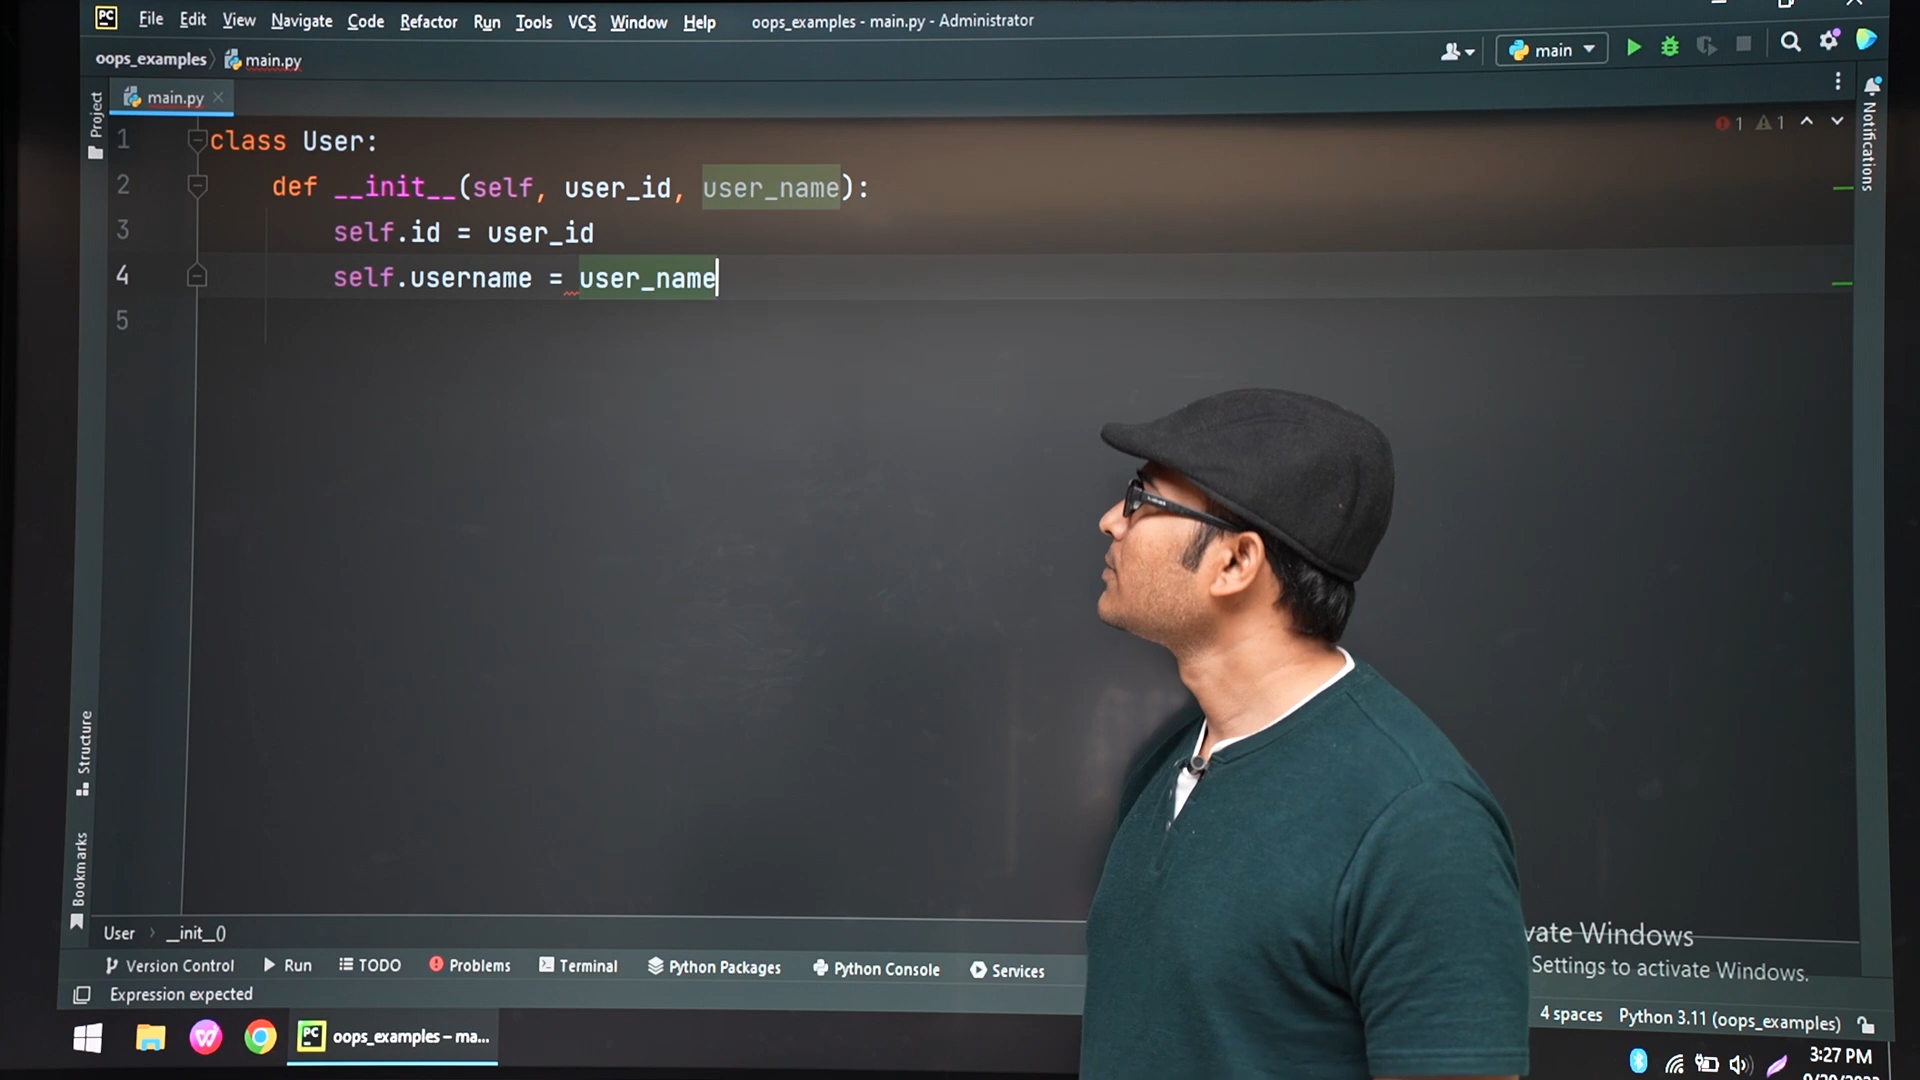 PC File Edit View Navigate Code Refactor Run Tools VCS Window Help oops_examples - main.py - Administrator
oops_examples main.py main
main.py
Project
Notifications
1 class User:
1 1
2 def __init__(self, user_id, user_name):
3 self.id = user_id
4 self.username = user_name
5
Structure
Bookmarks
User __init__()
Version Control Run TODO Problems Terminal Python Packages Python Console Services
vate Windows
Settings to activate Windows.
Expression expected
4 spaces Python 3.11 (oops_examples)
PC oops_examples – ma...
3:27 PM